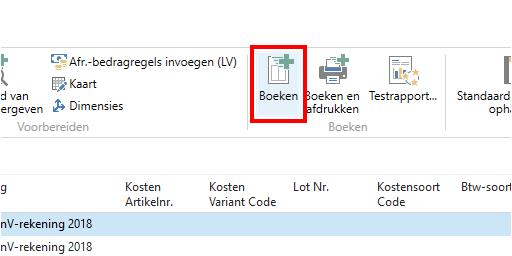 Afr.-bedragregels invoegen (LV)
Kaart
Dimensies
d van
ergeven
Boeken
Boeken en
afdrukken
Testrapport...
Standaard
opha
Voorbereiden
Boeken
g
Kosten
Artikelnr.
Kosten
Variant Code
Lot Nr.
Kostensoort
Code
Btw-soort
nV-rekening 2018
nV-rekening 2018